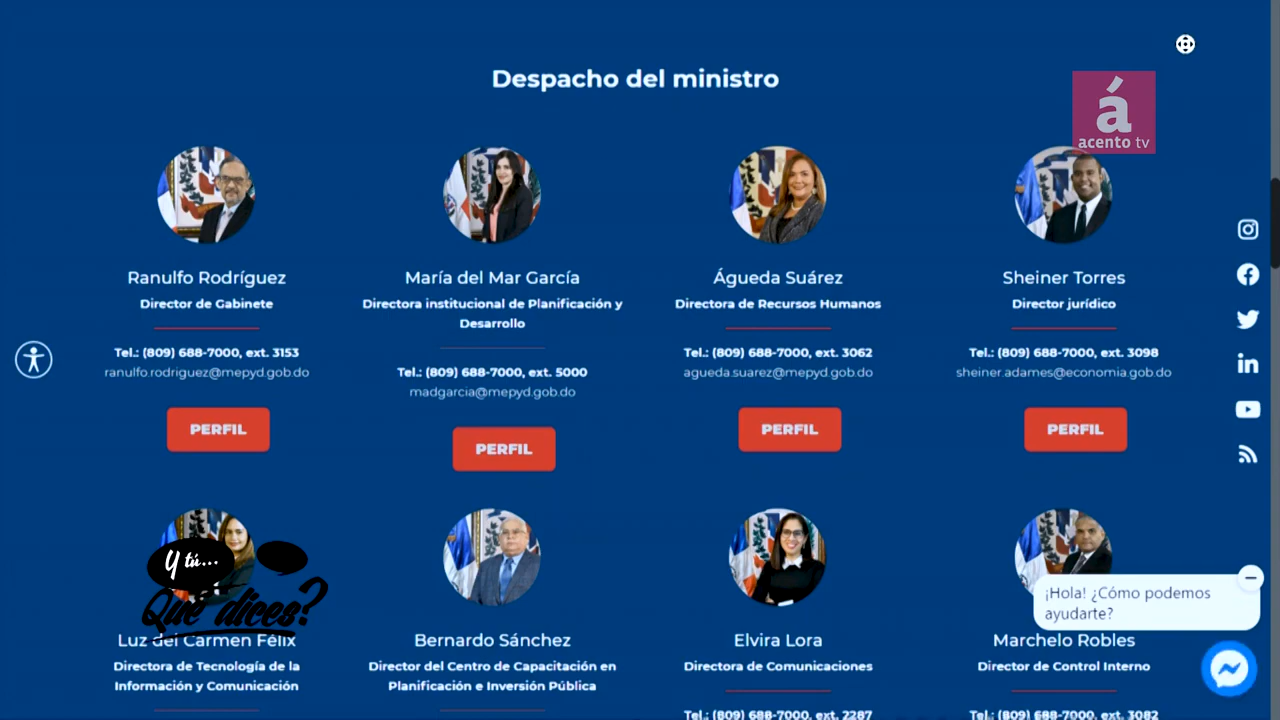 Despacho del ministro
á
acento tv
Ranulfo Rodríguez
Director de Gabinete
Tel.: (809) 688-7000, ext. 3153
ranulfo.rodriguez@mepyd.gob.do
PERFIL
María del Mar García
Directora institucional de Planificación y
Desarrollo
Tel.: (809) 688-7000, ext. 5000
madgarcia@mepyd.gob.do
PERFIL
Águeda Suárez
Directora de Recursos Humanos
Tel.: (809) 688-7000, ext. 3062
agueda.suarez@mepyd.gob.do
PERFIL
Sheiner Torres
Director jurídico
Tel.: (809) 688-7000, ext. 3098
sheiner.adames@economia.gob.do
PERFIL
Y tú...
Qué dices?
Luz del Carmen Félix
Directora de Tecnología de la
Información y Comunicación
Bernardo Sánchez
Director del Centro de Capacitación en
Planificación e Inversión Pública
Elvira Lora
Directora de Comunicaciones
Tel.: (809) 688-7000, ext. 2287
Marchelo Robles
Director de Control Interno
Tel.: (809) 688-7000, ext. 3082
¡Hola! ¿Cómo podemos
ayudarte?